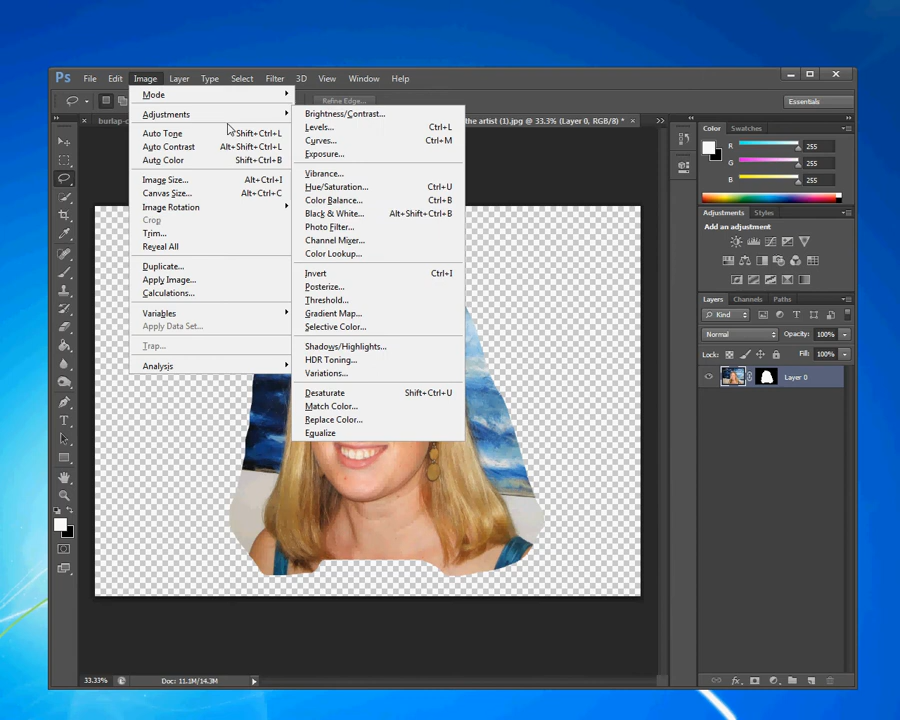 Ps File Edit Image Layer Type Select Filter 3D View Window Help
Refine Edge...
Essentials
burlap-c
the artist (1).jpg @ 33.3% (Layer 0, RGB/8) *
Mode
Adjustments
Auto Tone Shift+Ctrl+L
Auto Contrast Alt+Shift+Ctrl+L
Auto Color Shift+Ctrl+B
Image Size... Alt+Ctrl+I
Canvas Size... Alt+Ctrl+C
Image Rotation
Crop
Trim...
Reveal All
Duplicate...
Apply Image...
Calculations...
Variables
Apply Data Set...
Trap...
Analysis
Brightness/Contrast...
Levels... Ctrl+L
Curves... Ctrl+M
Exposure...
Vibrance...
Hue/Saturation... Ctrl+U
Color Balance... Ctrl+B
Black & White... Alt+Shift+Ctrl+B
Photo Filter...
Channel Mixer...
Color Lookup...
Invert Ctrl+I
Posterize...
Threshold...
Gradient Map...
Selective Color...
Shadows/Highlights...
HDR Toning...
Variations...
Desaturate Shift+Ctrl+U
Match Color...
Replace Color...
Equalize
Color Swatches
R 255
G 255
B 255
Adjustments Styles
Add an adjustment
Layers Channels Paths
Kind
Normal Opacity: 100%
Lock: Fill: 100%
Layer 0
33.33% Doc: 11.1M/14.3M
fx